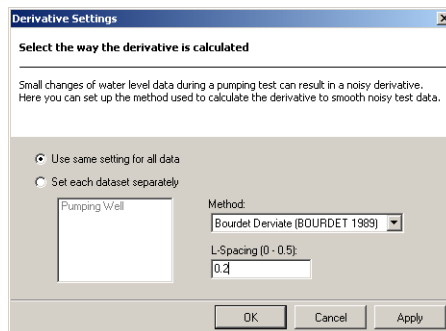 Derivative Settings
Select the way the derivative is calculated
Small changes of water level data during a pumping test can result in a noisy derivative.
Here you can set up the method used to calculate the derivative to smooth noisy test data.
Use same setting for all data
Set each dataset separately
Pumping Well
Method:
Bourdet Derviate (BOURDET 1989)
L-Spacing (0 - 0.5):
0.2
OK Cancel Apply